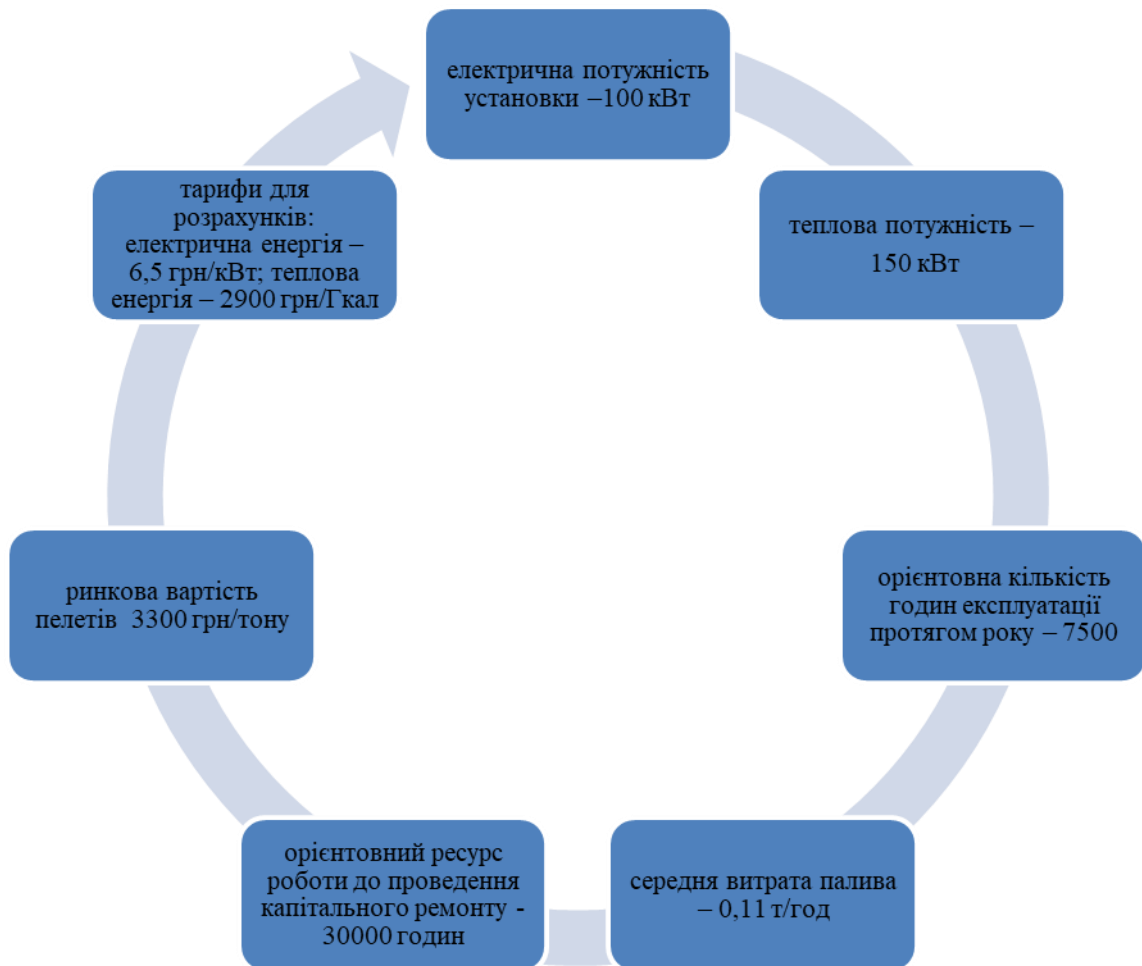 електрична потужність
установки –100 кВт
теплова потужність –
150 кВт
орієнтовна кількість
годин експлуатації
протягом року – 7500
середня витрата палива
– 0,11 т/год
орієнтовний ресурс
роботи до проведення
капітального ремонту -
30000 годин
ринкова вартість
пелетів 3300 грн/тону
тарифи для
розрахунків:
електрична енергія –
6,5 грн/кВт; теплова
енергія – 2900 грн/Гкал